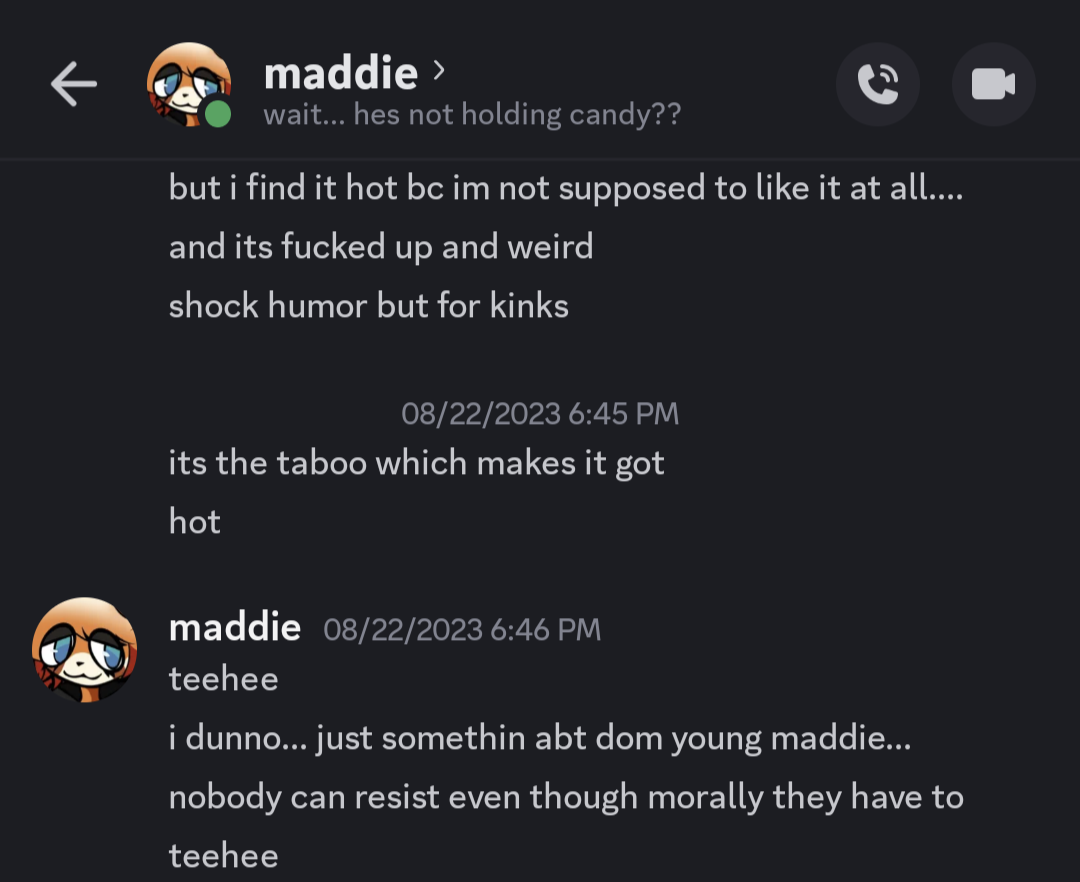 maddie
wait... hes not holding candy??
but i find it hot bc im not supposed to like it at all....
and its fucked up and weird
shock humor but for kinks
08/22/2023 6:45 PM
its the taboo which makes it got
hot
maddie 08/22/2023 6:46 PM
teehee
i dunno... just somethin abt dom young maddie...
nobody can resist even though morally they have to
teehee